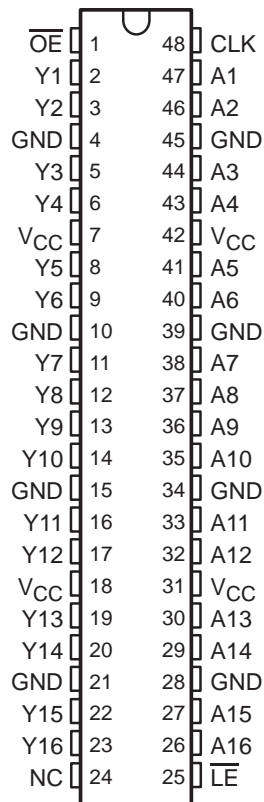 O̅E̅ 1 48 CLK
Y1 2 47 A1
Y2 3 46 A2
GND 4 45 GND
Y3 5 44 A3
Y4 6 43 A4
VCC 7 42 VCC
Y5 8 41 A5
Y6 9 40 A6
GND 10 39 GND
Y7 11 38 A7
Y8 12 37 A8
Y9 13 36 A9
Y10 14 35 A10
GND 15 34 GND
Y11 16 33 A11
Y12 17 32 A12
VCC 18 31 VCC
Y13 19 30 A13
Y14 20 29 A14
GND 21 28 GND
Y15 22 27 A15
Y16 23 26 A16
NC 24 25 L̅E̅